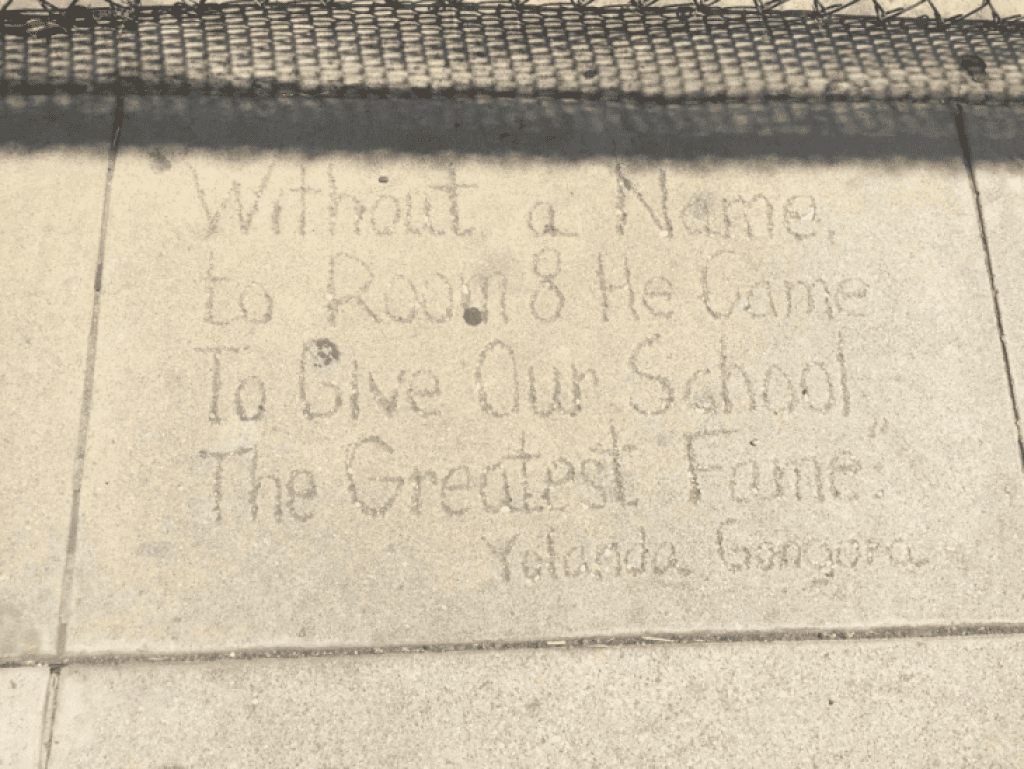 Without a Name,
to Room 8 He Came
To Give Our School
The Greatest Fame."
Yolanda Gongora